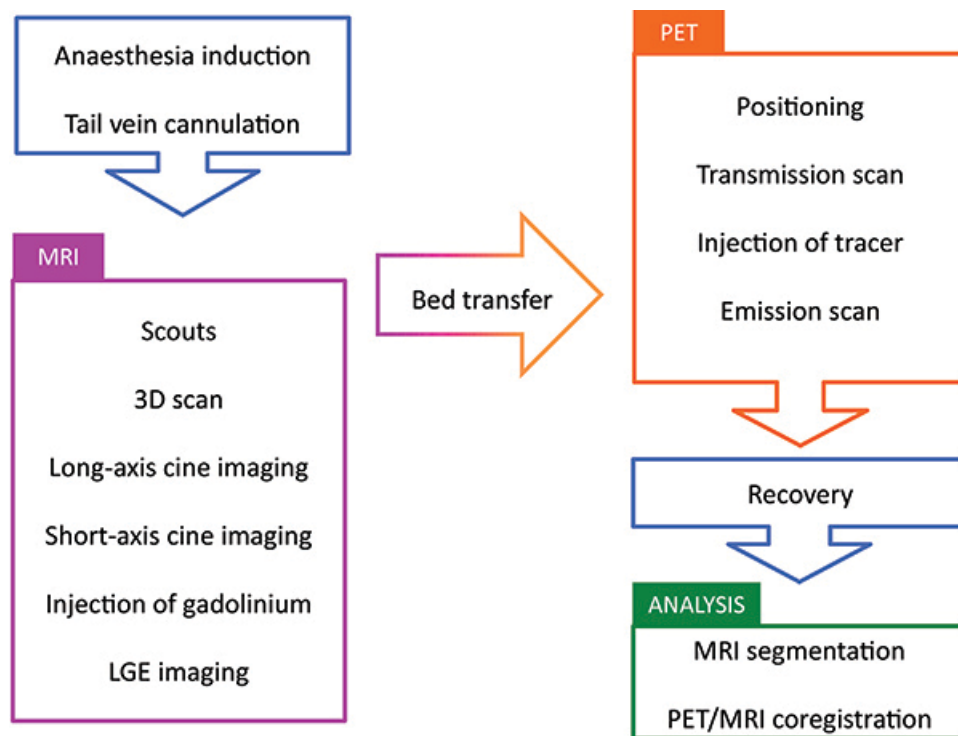 Anaesthesia induction
Tail vein cannulation
MRI
Scouts
3D scan
Long-axis cine imaging
Short-axis cine imaging
Injection of gadolinium
LGE imaging
Bed transfer
PET
Positioning
Transmission scan
Injection of tracer
Emission scan
Recovery
ANALYSIS
MRI segmentation
PET/MRI coregistration